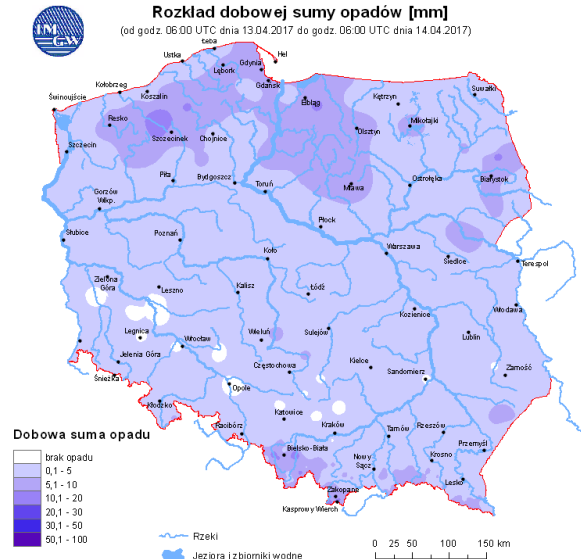 Rozkład dobowej sumy opadów [mm]
(od godz. 06:00 UTC dnia 13.04.2017 do godz. 06:00 UTC dnia 14.04.2017)
IM
G.W
Łeba
Ustka
Hel
Gdynia
Lębork
Gdańsk
Kołobrzeg
Koszalin
Świnoujście
Elbląg
Kętrzyn
Suwałki
Resko
Szczecinek
Chojnice
Olsztyn
Mikołajki
Szczecin
Piła
Bydgoszcz
Toruń
Mława
Ostrołęka
Białystok
Gorzów
Wlkp.
Płock
Słubice
Poznań
Koło
Warszawa
Siedlce
Terespol
Zielona
Góra
Leszno
Kalisz
Łódź
Kozienice
Włodawa
Legnica
Wrocław
Wieluń
Sulejów
Lublin
Jelenia Góra
Śnieżka
Częstochowa
Kielce
Sandomierz
Zamość
Opole
Kłodzko
Racibórz
Katowice
Kraków
Tarnów
Rzeszów
Przemyśl
Bielsko-Biała
Nowy
Sącz
Krosno
Lesko
Zakopane
Kasprowy Wierch
Dobowa suma opadu
brak opadu
0,1 - 5
5,1 - 10
10,1 - 20
20,1 - 30
30,1 - 50
50,1 - 100
Rzeki
Jeziora i zbiorniki wodne
0 25 50 100 150 km